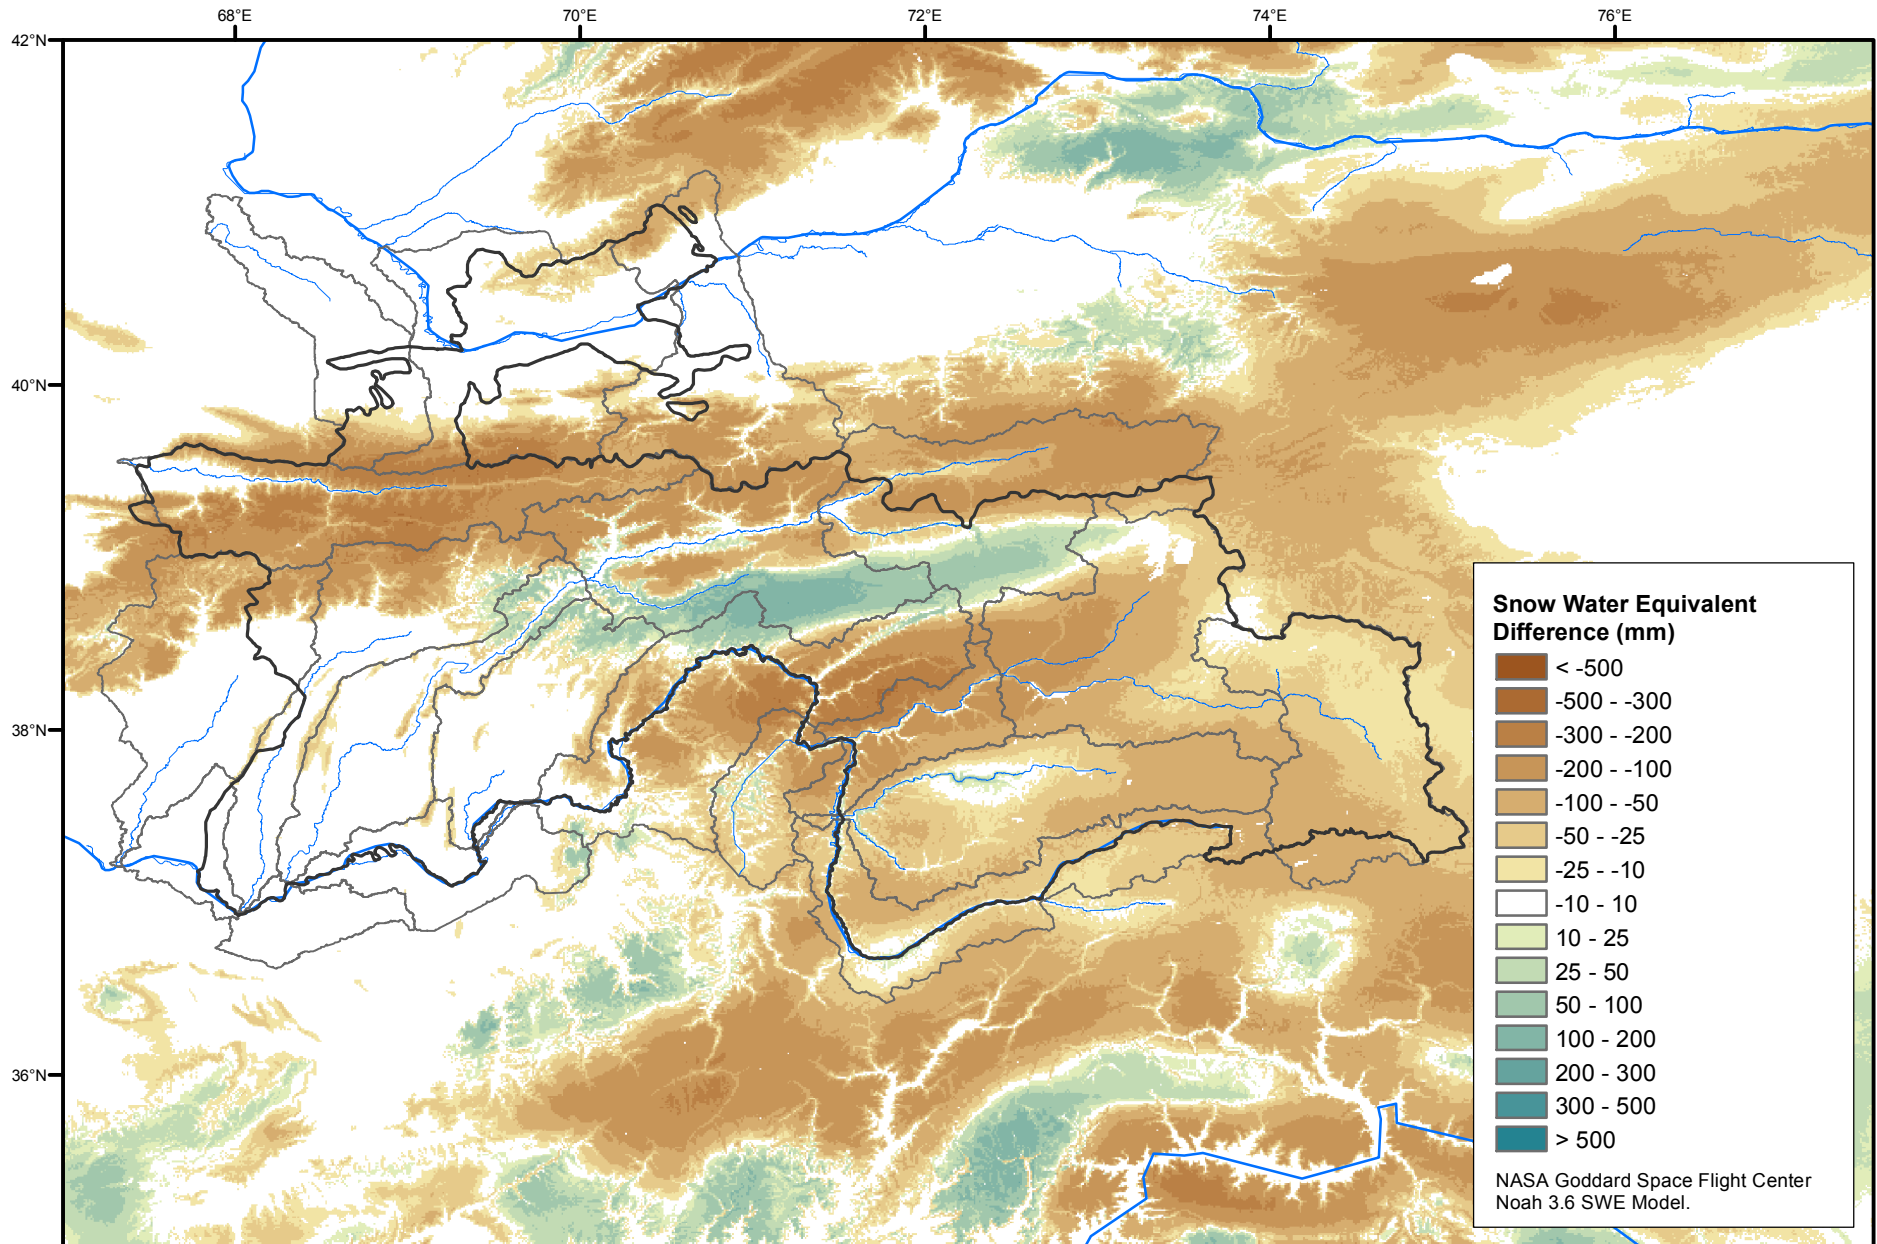 68°E
70°E
72°E
74°E
76°E
42°N
40°N
38°N
36°N
Snow Water Equivalent
Difference (mm)
< -500
-500 - -300
-300 - -200
-200 - -100
-100 - -50
-50 - -25
-25 - -10
-10 - 10
10 - 25
25 - 50
50 - 100
100 - 200
200 - 300
300 - 500
> 500
NASA Goddard Space Flight Center
Noah 3.6 SWE Model.